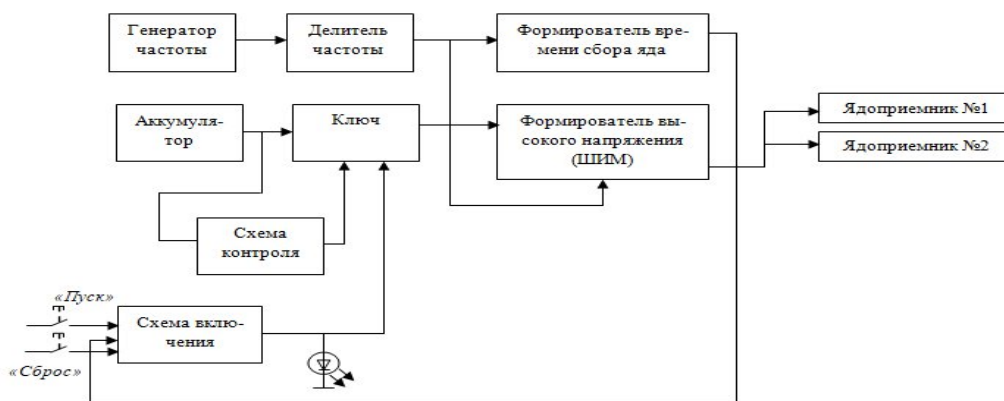 Генератор
частоты
Делитель
частоты
Формирователь вре-
мени сбора яда
Аккумуля-
тор
Ключ
Формирователь вы-
сокого напряжения
(ШИМ)
Ядоприемник №1
Ядоприемник №2
Схема
контроля
«Пуск»
Схема вклю-
чения
«Сброс»